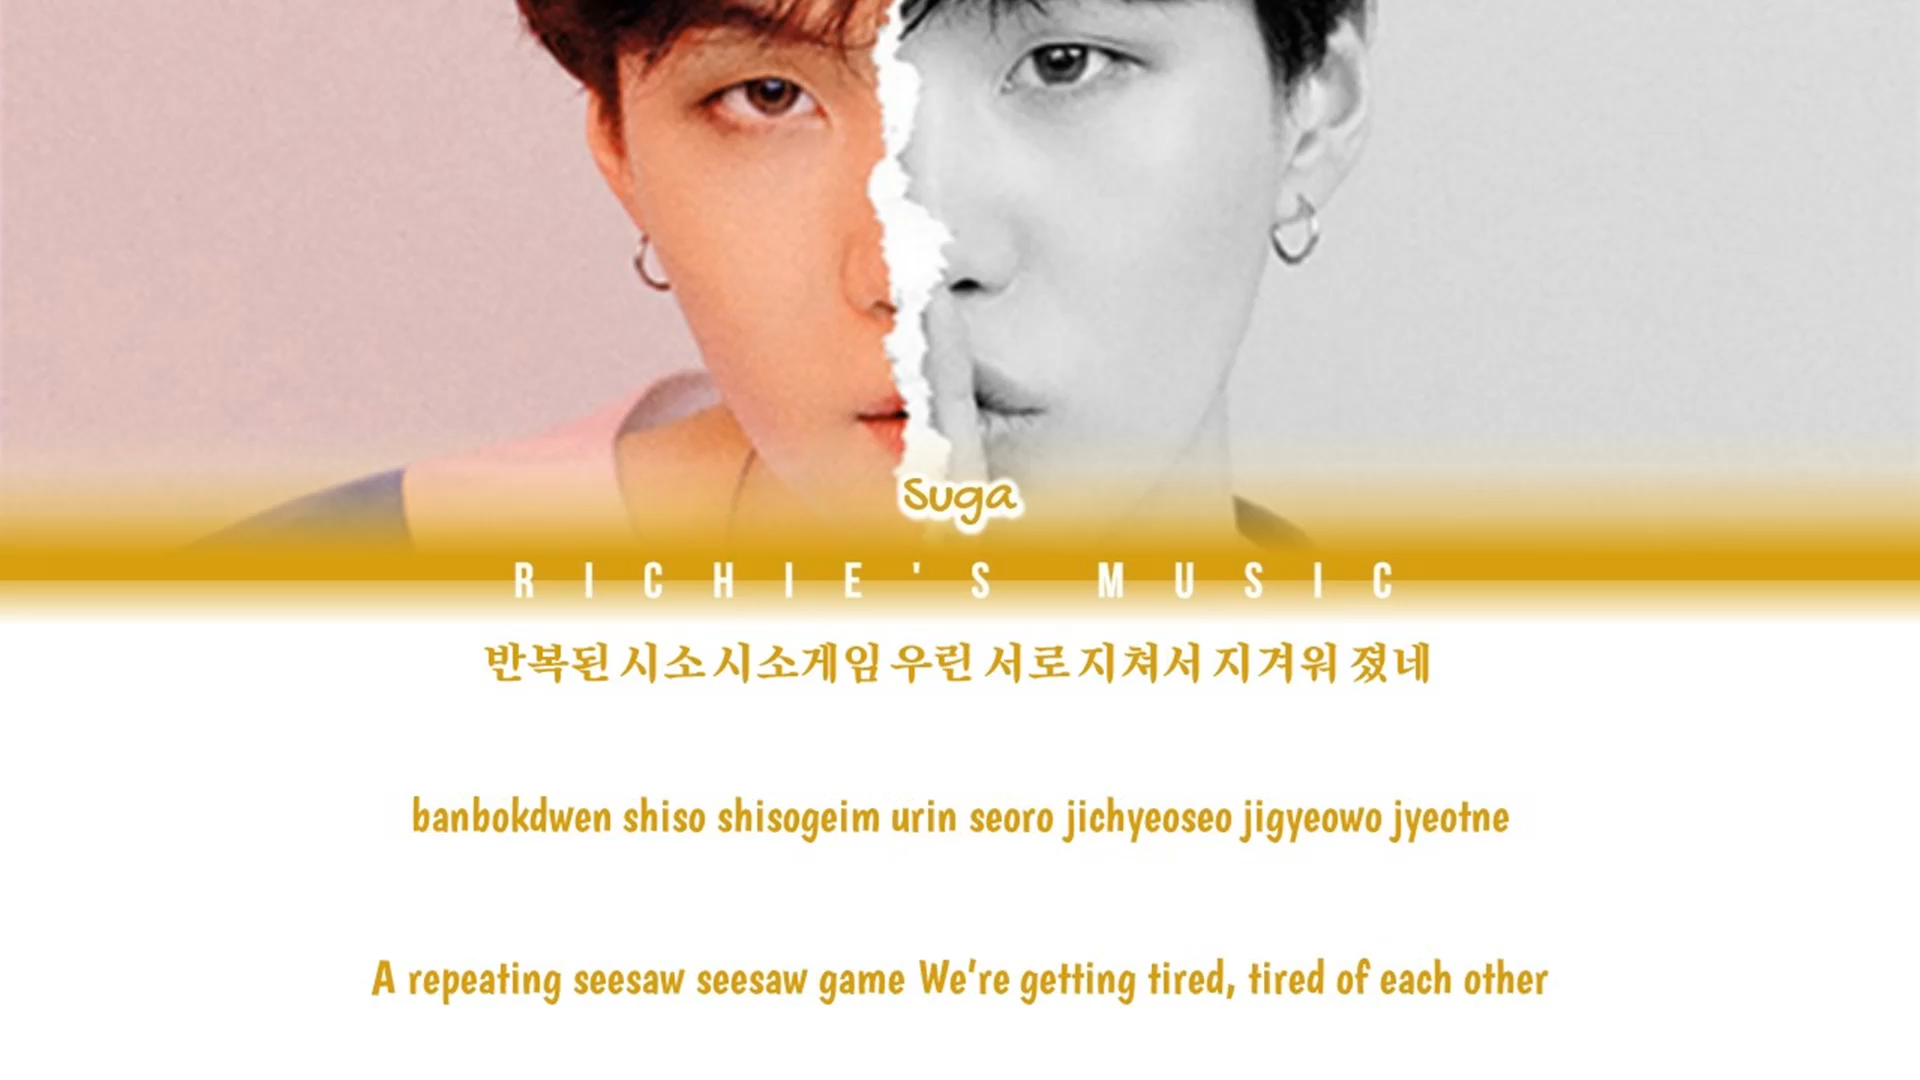 Suga
RICHIE'S MUSIC
반복된 시소 시소게임 우린 서로 지쳐서 지겨워 졌네
banbokdwen shiso shisogeim urin seoro jichyeoseo jigyeowo jyeotne
A repeating seesaw seesaw game We're getting tired, tired of each other